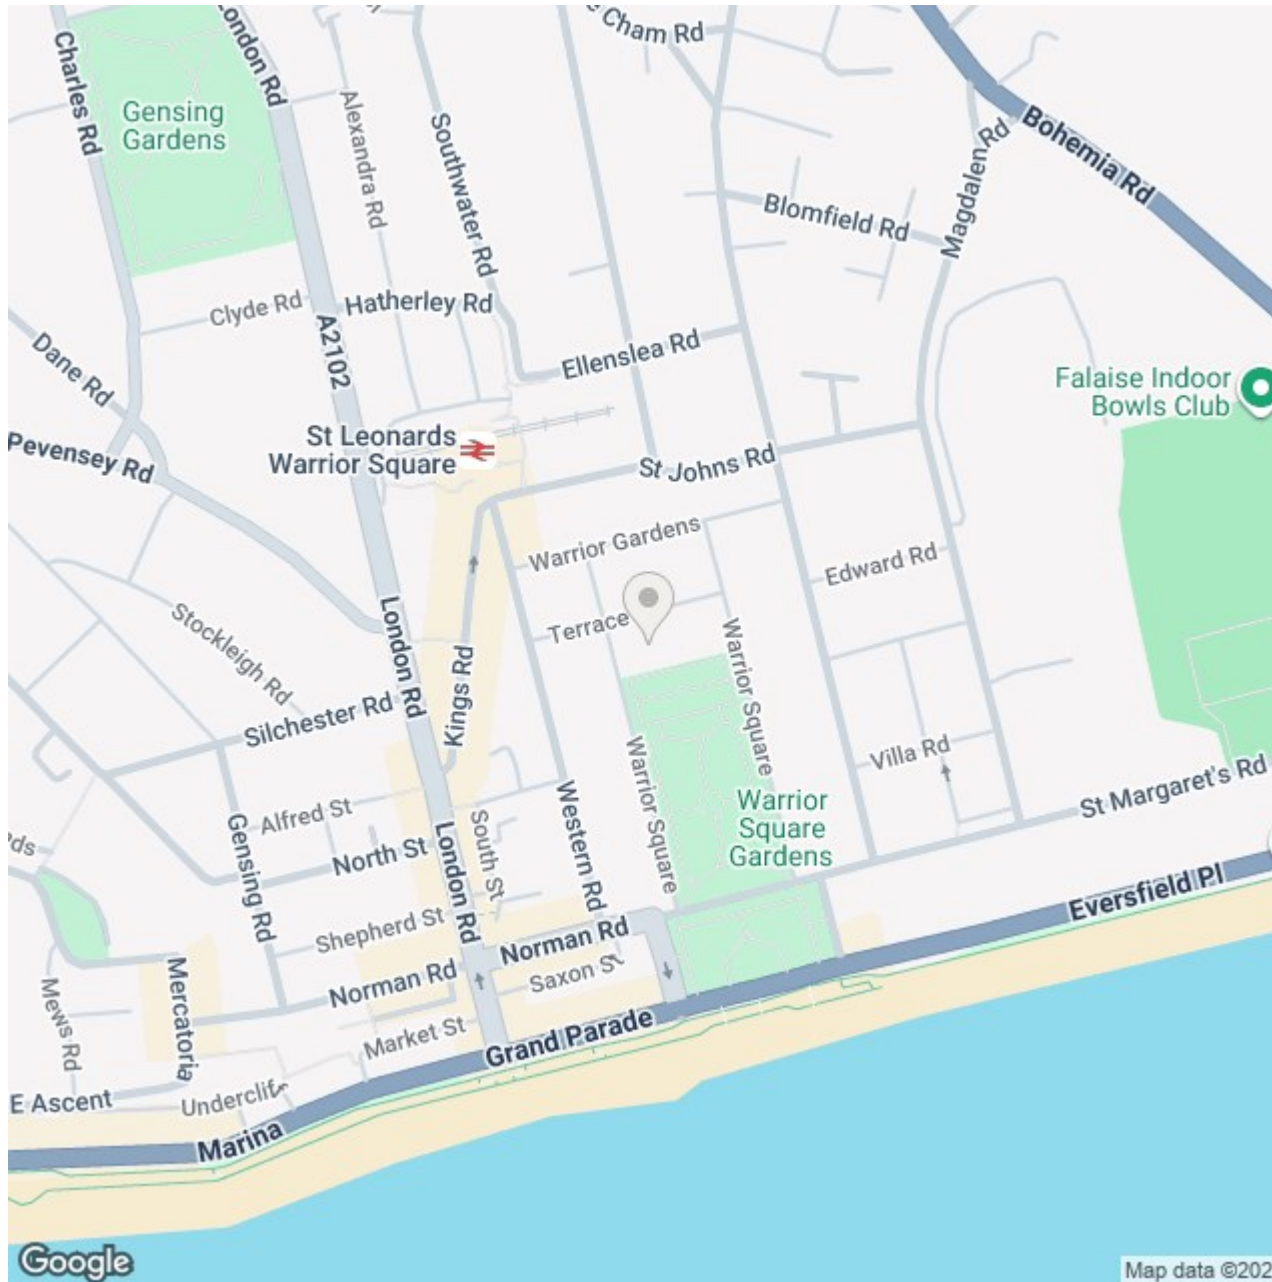 Cham Rd
London Rd
Charles Rd
Gensing
Gardens
Alexandra Rd
Southwater Rd
Bohemia Rd
Magdalen Rd
Blomfield Rd
Clyde Rd
Hatherley Rd
A2102
Dane Rd
Ellenslea Rd
Falaise Indoor
Bowls Club
Pevensey Rd
St Leonards
Warrior Square
St Johns Rd
Warrior Gardens
Edward Rd
Terrace
Stockleigh Rd
London Rd
Kings Rd
Warrior Square
Silchester Rd
Warrior Square
Villa Rd
St Margaret's Rd
Alfred St
Gensing Rd
North St
London Rd
South St
Western Rd
Warrior
Square
Gardens
Shepherd St
Norman Rd
Eversfield Pl
Mews Rd
Mercatoria
Norman Rd
Saxon St
Market St
Grand Parade
E Ascent
Undercliff
Marina
Google
Map data ©202